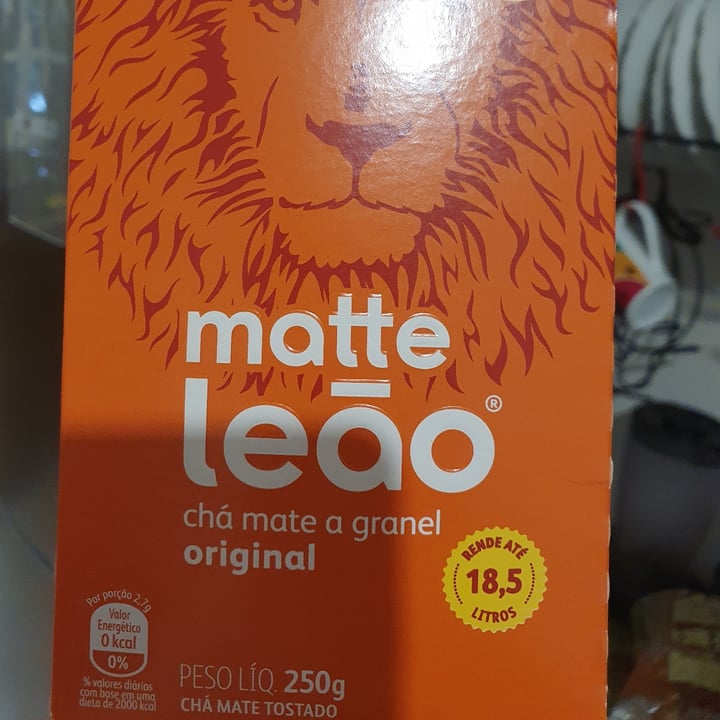 matte
leão®
chá mate a granel
original
RENDE ATÉ
18,5
LITROS
Por porção 2,7g
Valor
Energético
0 kcal
0%
% valores diários
com base em uma
dieta de 2000 kcal
PESO LÍQ. 250g
CHÁ MATE TOSTADO